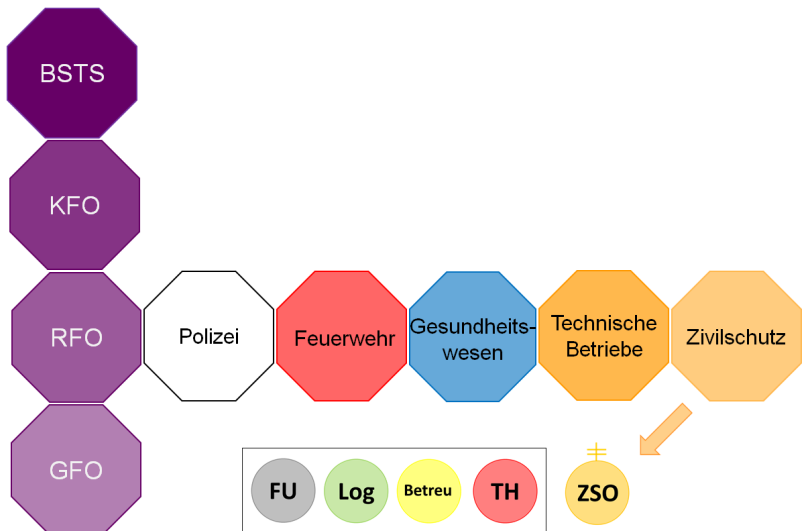 BSTS
KFO
RFO
Polizei
Feuerwehr
Gesundheits-
wesen
Technische
Betriebe
Zivilschutz
GFO
FU
Log
Betreu
TH
ZSO